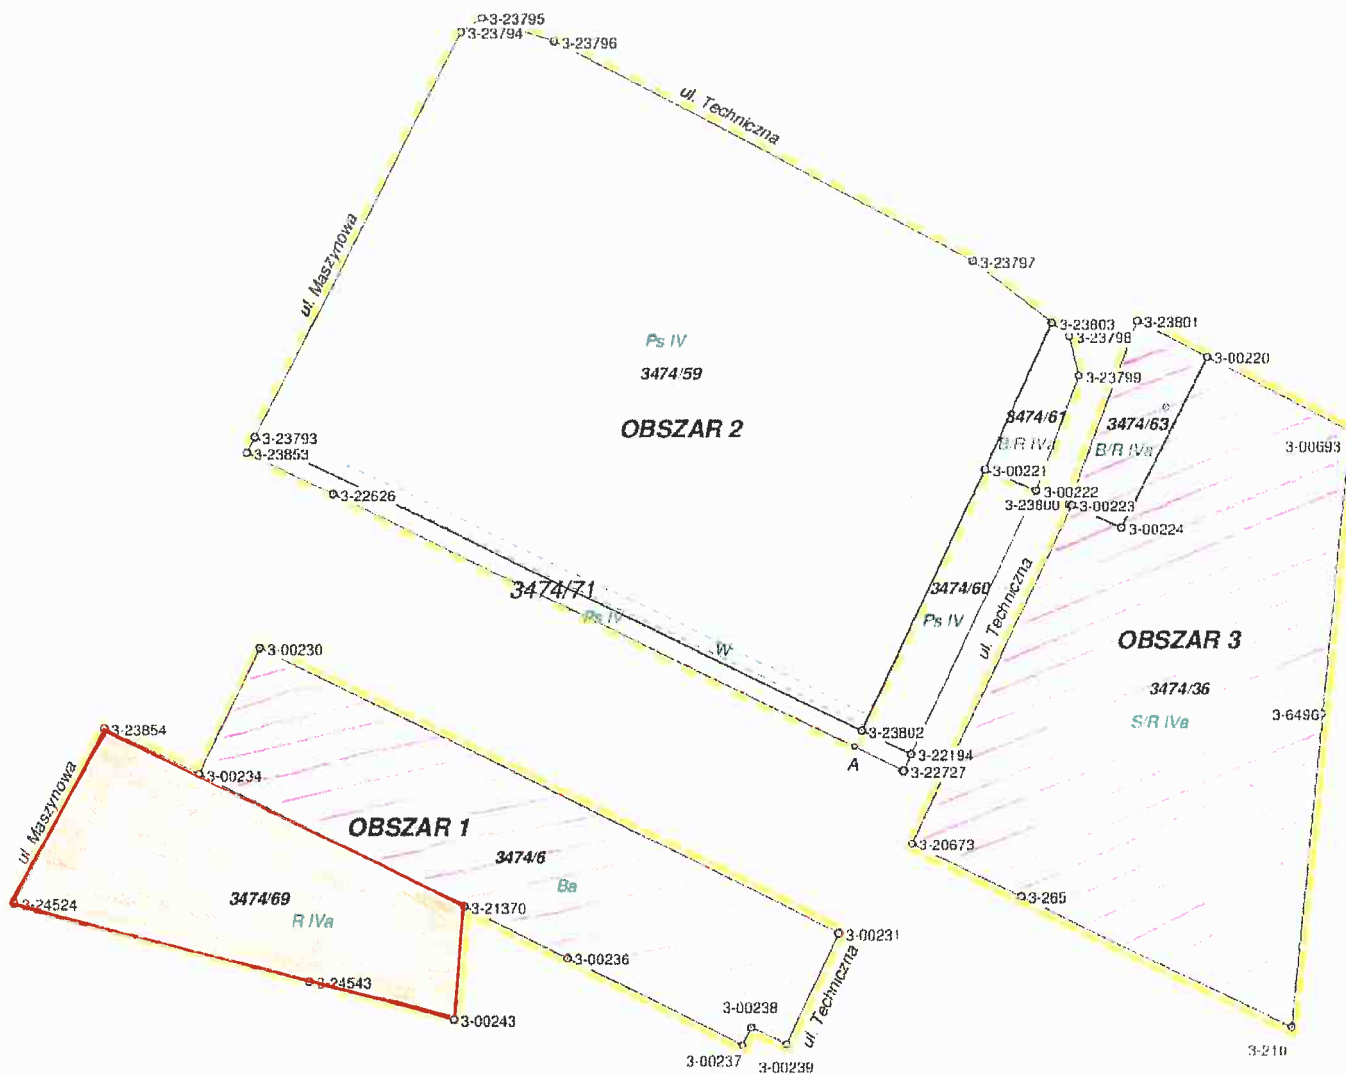 3-23795
3-23794
3-23796
ul. Techniczna
ul. Maszynowa
3-23797
Ps IV
3474/59
OBSZAR 2
3-23803
3-23801
3-23798
3-00220
3-23799
3474/61
3474/63
B/R IVa
B/R IVa
3-00693
3-23793
3-23853
3-00221
3-22626
3-00222
3-23800
3-00223
3-00224
3474/71
Ps IV
3474/60
Ps IV
ul. Techniczna
OBSZAR 3
3474/36
S/R IVa
3-6496
W
3-00230
3-23854
3-23802
3-22194
A
3-22727
3-00234
ul. Maszynowa
OBSZAR 1
3474/6
Ba
3-20673
3-265
3474/69
R IVa
3-24524
3-21370
3-00231
3-00236
3-24543
3-00243
3-00238
ul. Techniczna
3-00237
3-00239
3-210